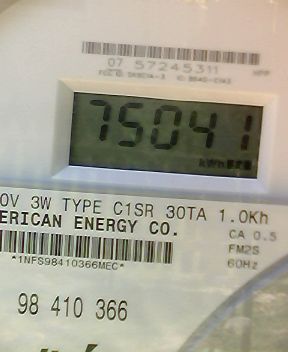 07 57245311
75041
kWh
0V 3W TYPE C1SR 30TA 1.0Kh
ERICAN ENERGY CO.
CA 0.5
FM2S
60Hz
*1NFS98410366MEC*
98 410 366